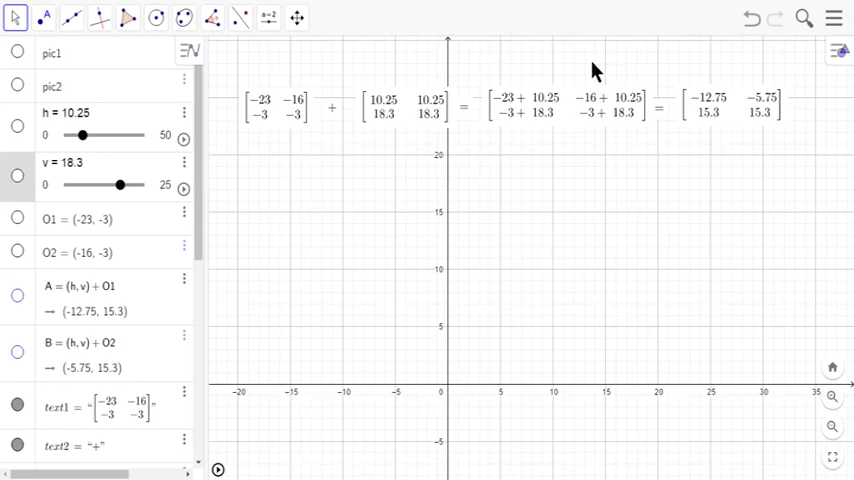 a=2
pic1
pic2
h = 10.25
0 50
v = 18.3
0 25
O1 = (-23, -3)
O2 = (-16, -3)
A = (h, v) + O1
→ (-12.75, 15.3)
B = (h, v) + O2
→ (-5.75, 15.3)
text1 = “[−23 −16
−3 −3]”
text2 = “+”
[−23 −16
−3 −3] + [10.25 10.25
18.3 18.3] = [−23 + 10.25 −16 + 10.25
−3 + 18.3 −3 + 18.3] = [−12.75 −5.75
15.3 15.3]
20
15
10
5
−20 −15 −10 −5 0 5 10 15 20 25 30 35
−5